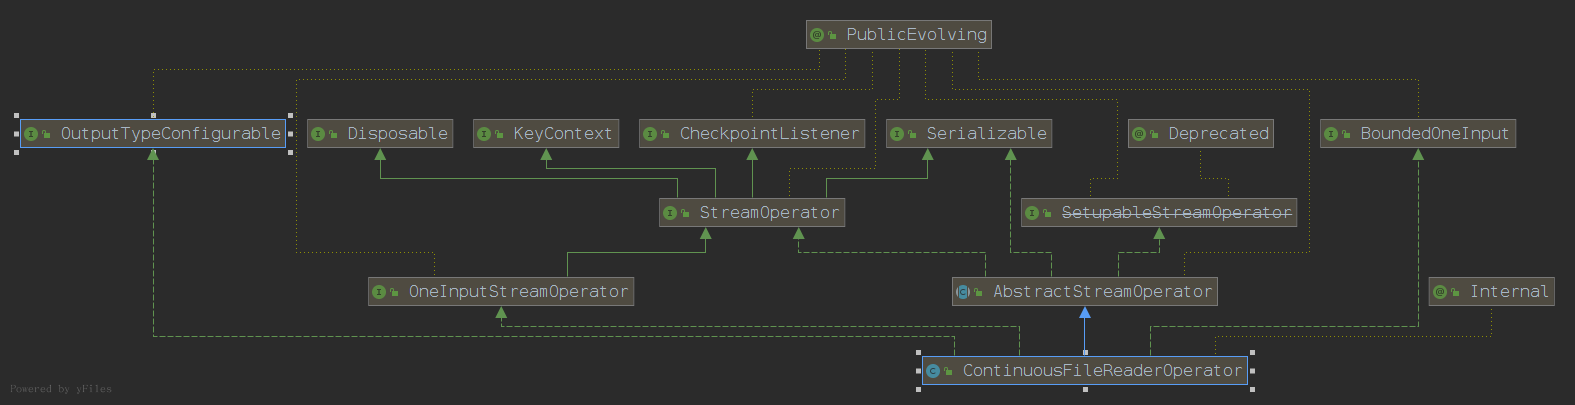 PublicEvolving
OutputTypeConfigurable
Disposable
KeyContext
CheckpointListener
Serializable
Deprecated
BoundedOneInput
StreamOperator
SetupableStreamOperator
OneInputStreamOperator
AbstractStreamOperator
Internal
ContinuousFileReaderOperator
Powered by yFiles